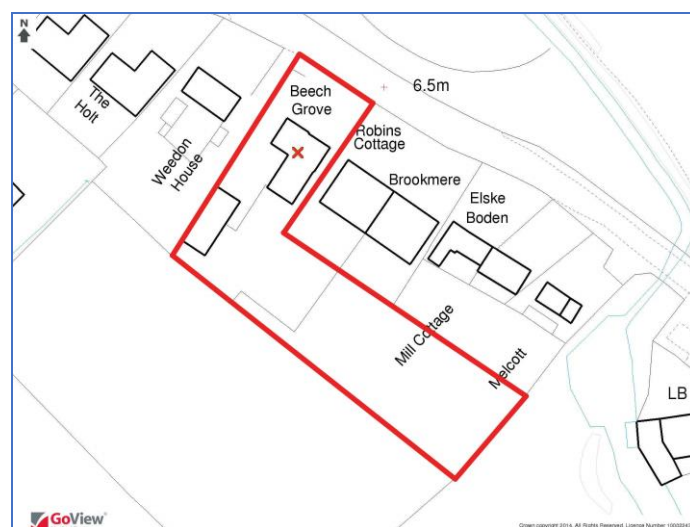 N
Beech
Grove
6.5m
The
Holt
Weedon
House
Robins
Cottage
Brookmere
Elske
Boden
Mill Cottage
Melcott
LB
GoView